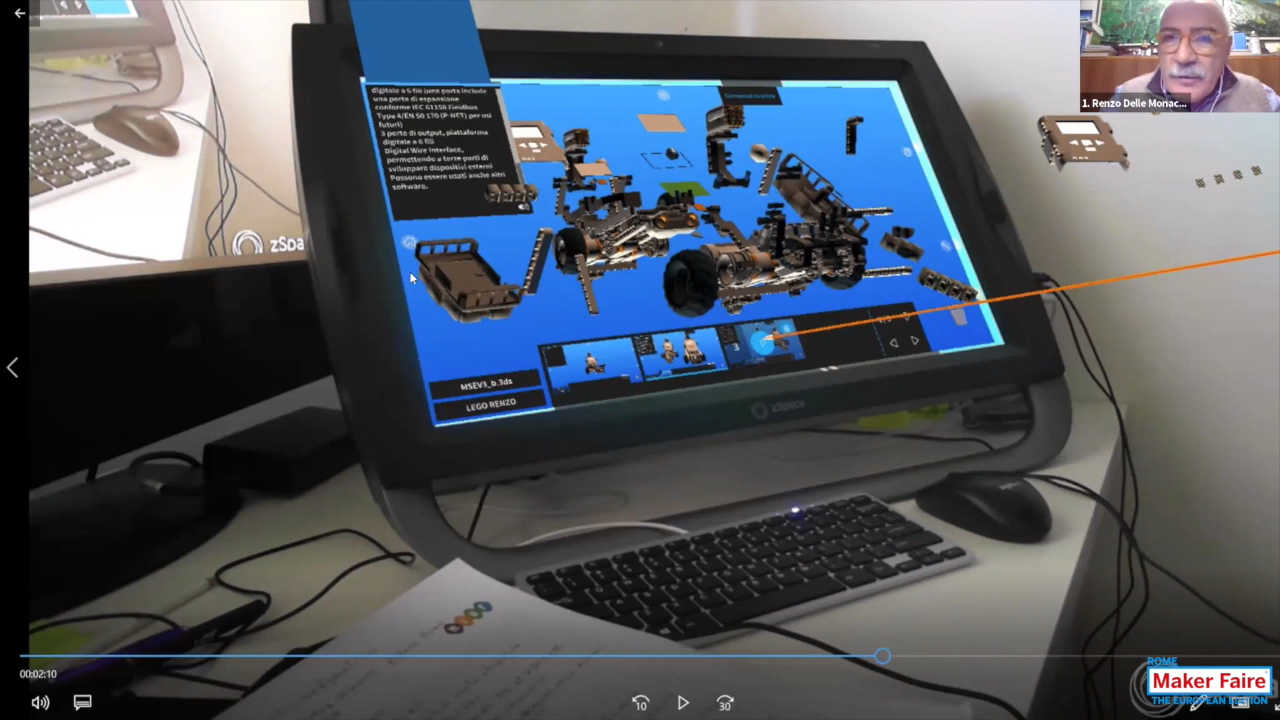 1. Renzo Delle Monac...
digitale a 6 fili (una porta include
una porta di espansione
conforme IEC 61158 Fieldbus
Type 4/EN 50 170 (P-NET) per usi
futuri)
3 porte di output, piattaforma
digitale a 6 fili
Digital Wire Interface,
permettendo a terze parti di
sviluppare dispositivi esterni
Possono essere usati anche altri
software.
zSpa
3
MSEV3_b.3ds
LEGO RENZO
zSpace
00:02:10
10
30
ROME
Maker Faire
THE EUROPEAN EDITION